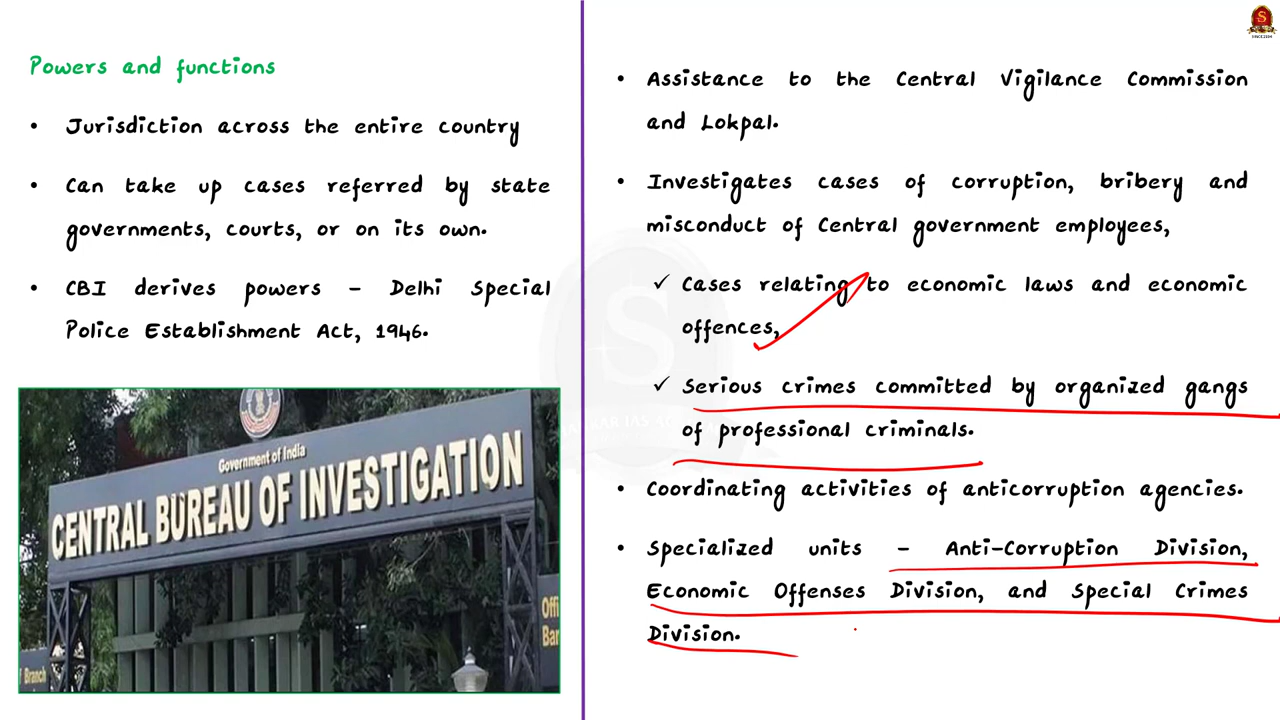 Powers and functions
• Jurisdiction across the entire country
• Can take up cases referred by state
governments, courts, or on its own.
• CBI derives powers – Delhi Special
Police Establishment Act, 1946.
Government of India
CENTRAL BUREAU OF INVESTIGATION
Branch
• Assistance to the Central Vigilance Commission
and Lokpal.
• Investigates cases of corruption, bribery and
misconduct of Central government employees,
✓ Cases relating to economic laws and economic
offences,
✓ Serious crimes committed by organized gangs
of professional criminals.
• Coordinating activities of anticorruption agencies.
• Specialized units – Anti-Corruption Division,
Economic Offenses Division, and Special Crimes
Division.